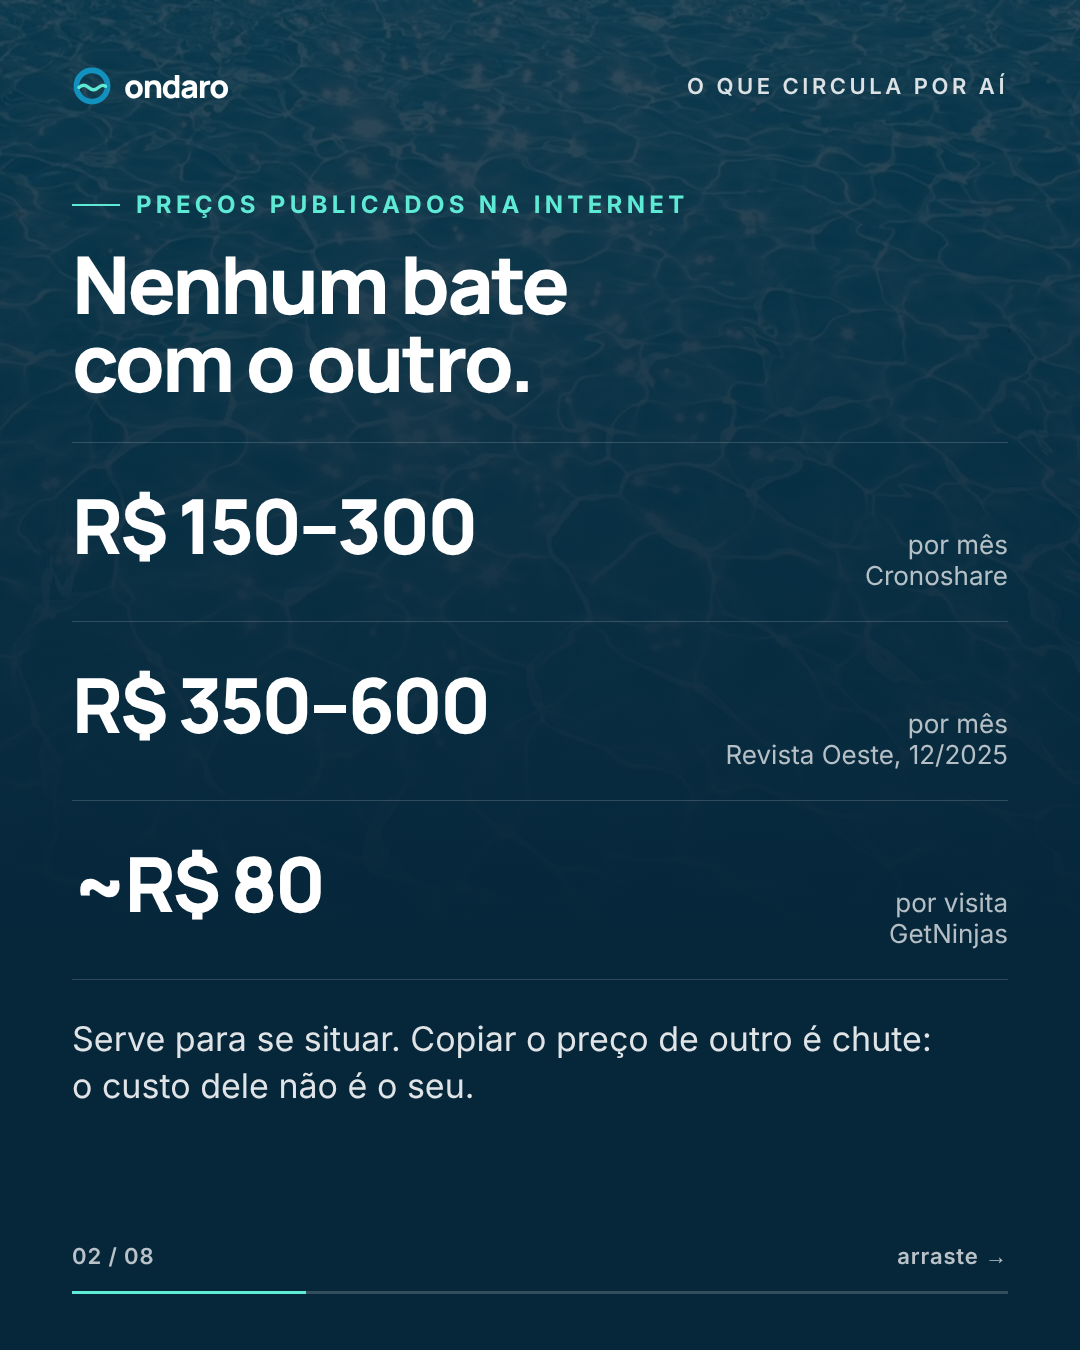 ondaro
O QUE CIRCULA POR AÍ
PREÇOS PUBLICADOS NA INTERNET
Nenhum bate
com o outro.
R$ 150–300
por mês
Cronoshare
R$ 350–600
por mês
Revista Oeste, 12/2025
~R$ 80
por visita
GetNinjas
Serve para se situar. Copiar o preço de outro é chute:
o custo dele não é o seu.
02 / 08
arraste →